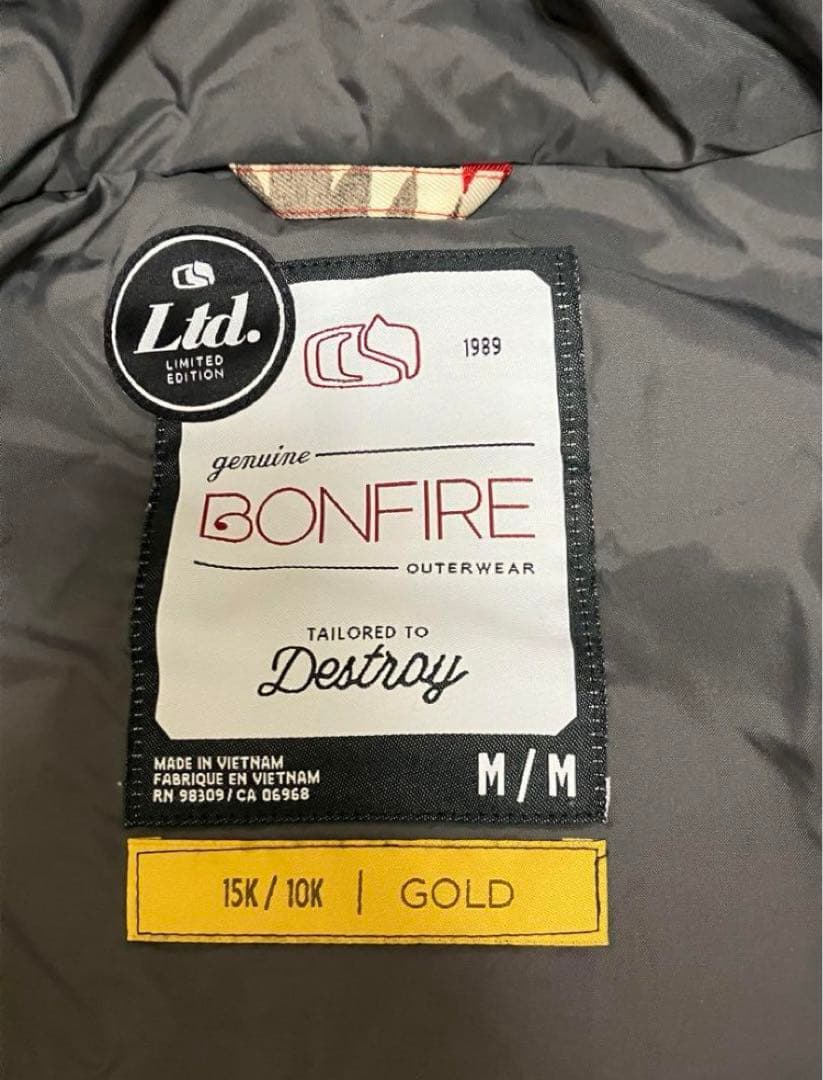 Ltd.
LIMITED
EDITION
1989
genuine
BONFIRE
OUTERWEAR
TAILORED TO
Destroy
MADE IN VIETNAM
FABRIQUE EN VIETNAM
RN 98309 / CA 06968
M / M
15K / 10K | GOLD